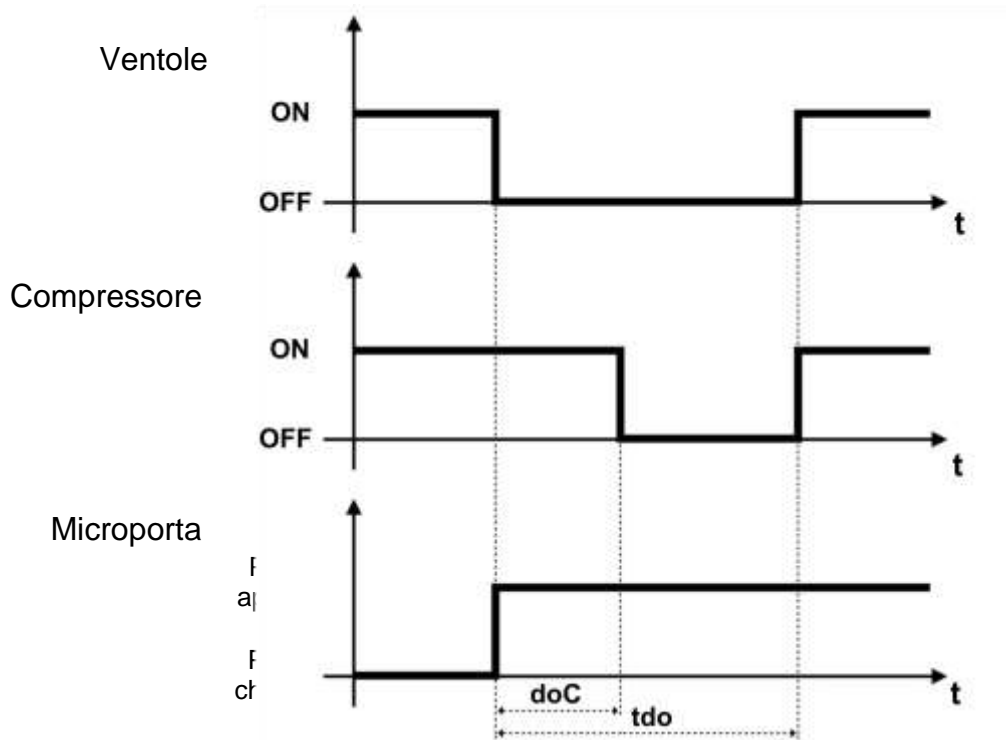 Ventole
ON
OFF
t
Compressore
ON
OFF
t
Microporta
t
doC
tdo